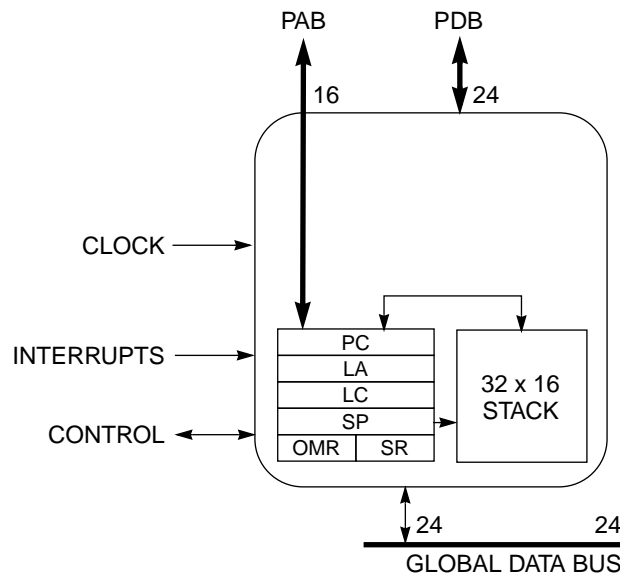 PAB PDB
16 24
CLOCK
PC
INTERRUPTS
LA
LC
32 x 16
STACK
SP
CONTROL
OMR SR
24 24
GLOBAL DATA BUS